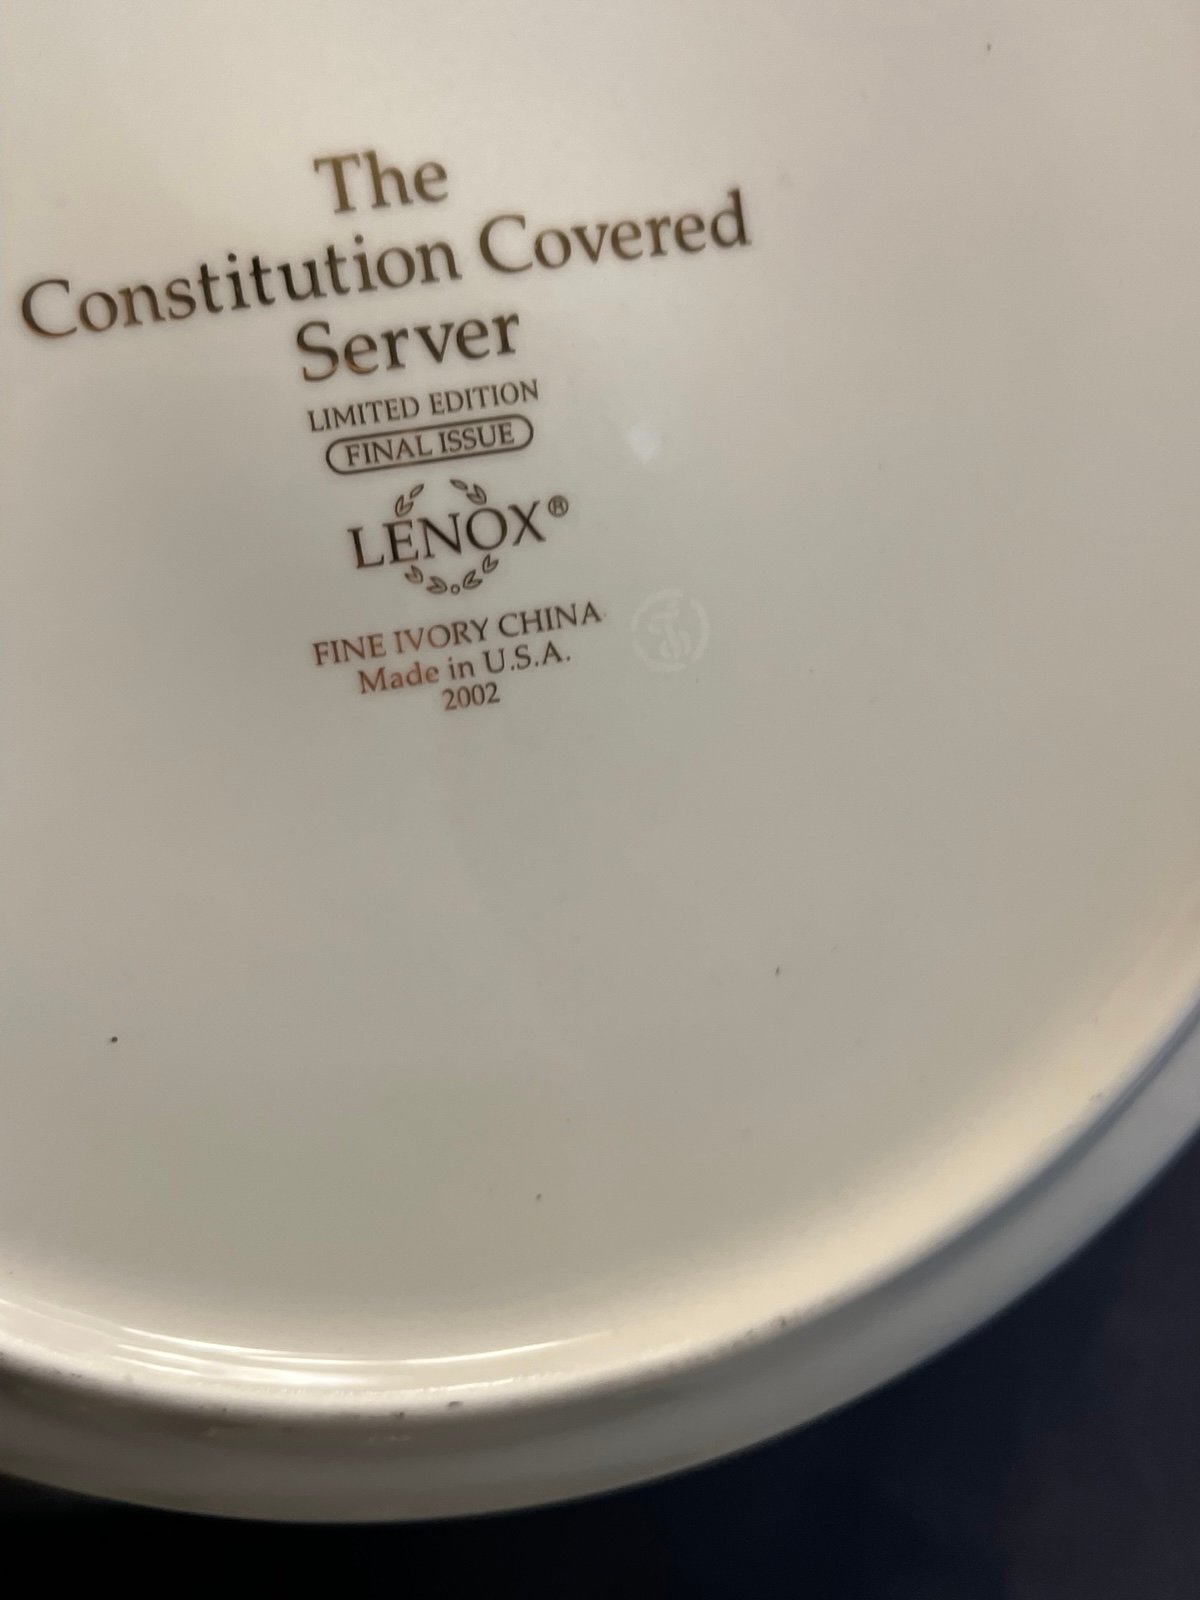 The
Constitution Covered
Server
LIMITED EDITION
FINAL ISSUE
LENOX®
FINE IVORY CHINA
Made in U.S.A.
2002